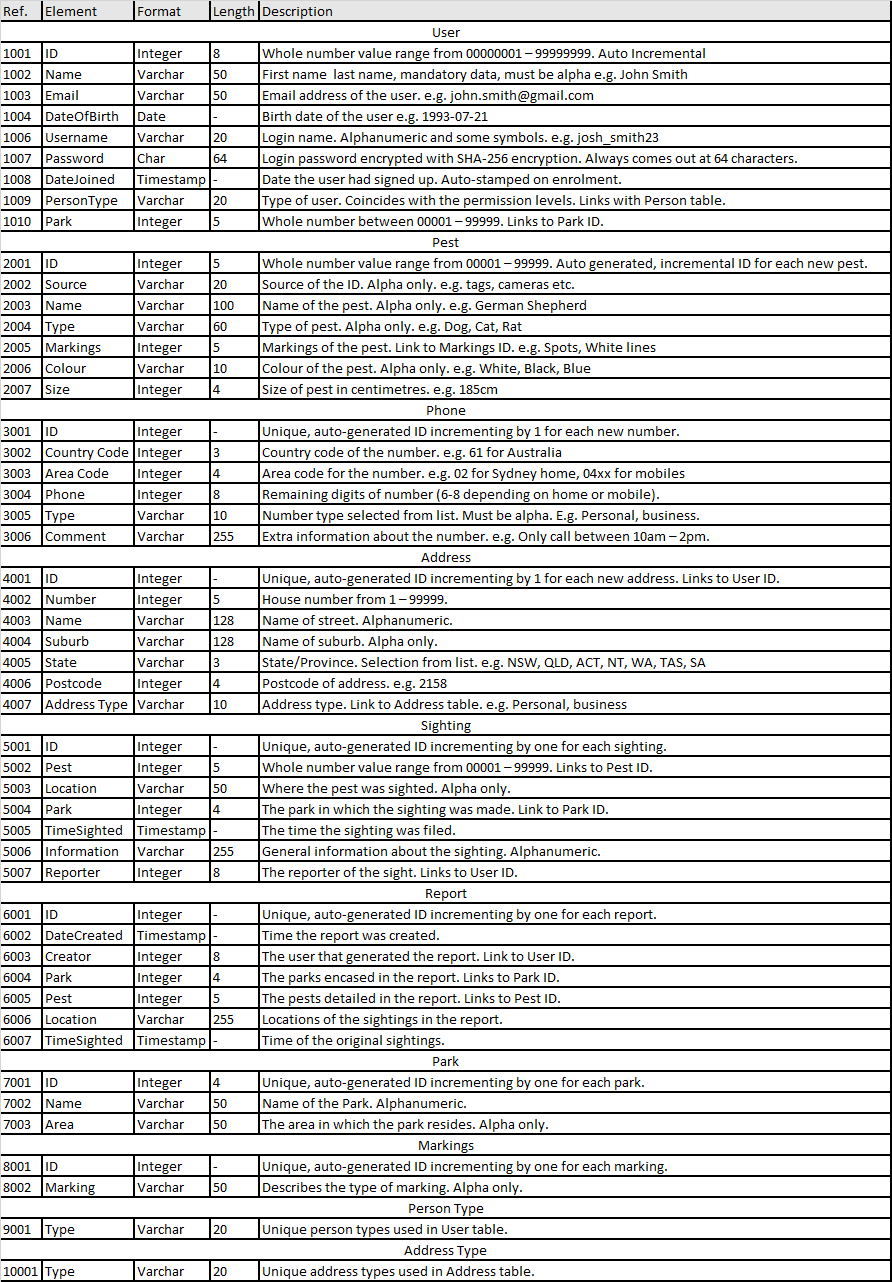 Ref. Element Format Length Description
User
1001 ID Integer 8 Whole number value range from 00000001 – 99999999. Auto Incremental
1002 Name Varchar 50 First name last name, mandatory data, must be alpha e.g. John Smith
1003 Email Varchar 50 Email address of the user. e.g. john.smith@gmail.com
1004 DateOfBirth Date - Birth date of the user e.g. 1993-07-21
1006 Username Varchar 20 Login name. Alphanumeric and some symbols. e.g. josh_smith23
1007 Password Char 64 Login password encrypted with SHA-256 encryption. Always comes out at 64 characters.
1008 DateJoined Timestamp - Date the user had signed up. Auto-stamped on enrolment.
1009 PersonType Varchar 20 Type of user. Coincides with the permission levels. Links with Person table.
1010 Park Integer 5 Whole number between 00001 – 99999. Links to Park ID.
Pest
2001 ID Integer 5 Whole number value range from 00001 – 99999. Auto generated, incremental ID for each new pest.
2002 Source Varchar 20 Source of the ID. Alpha only. e.g. tags, cameras etc.
2003 Name Varchar 100 Name of the pest. Alpha only. e.g. German Shepherd
2004 Type Varchar 60 Type of pest. Alpha only. e.g. Dog, Cat, Rat
2005 Markings Integer 5 Markings of the pest. Link to Markings ID. e.g. Spots, White lines
2006 Colour Varchar 10 Colour of the pest. Alpha only. e.g. White, Black, Blue
2007 Size Integer 4 Size of pest in centimetres. e.g. 185cm
Phone
3001 ID Integer - Unique, auto-generated ID incrementing by 1 for each new number.
3002 Country Code Integer 3 Country code of the number. e.g. 61 for Australia
3003 Area Code Integer 4 Area code for the number. e.g. 02 for Sydney home, 04xx for mobiles
3004 Phone Integer 8 Remaining digits of number (6-8 depending on home or mobile).
3005 Type Varchar 10 Number type selected from list. Must be alpha. E.g. Personal, business.
3006 Comment Varchar 255 Extra information about the number. e.g. Only call between 10am – 2pm.
Address
4001 ID Integer - Unique, auto-generated ID incrementing by 1 for each new address. Links to User ID.
4002 Number Integer 5 House number from 1 – 99999.
4003 Name Varchar 128 Name of street. Alphanumeric.
4004 Suburb Varchar 128 Name of suburb. Alpha only.
4005 State Varchar 3 State/Province. Selection from list. e.g. NSW, QLD, ACT, NT, WA, TAS, SA
4006 Postcode Integer 4 Postcode of address. e.g. 2158
4007 Address Type Varchar 10 Address type. Link to Address table. e.g. Personal, business
Sighting
5001 ID Integer - Unique, auto-generated ID incrementing by one for each sighting.
5002 Pest Integer 5 Whole number value range from 00001 – 99999. Links to Pest ID.
5003 Location Varchar 50 Where the pest was sighted. Alpha only.
5004 Park Integer 4 The park in which the sighting was made. Link to Park ID.
5005 TimeSighted Timestamp - The time the sighting was filed.
5006 Information Varchar 255 General information about the sighting. Alphanumeric.
5007 Reporter Integer 8 The reporter of the sight. Links to User ID.
Report
6001 ID Integer - Unique, auto-generated ID incrementing by one for each report.
6002 DateCreated Timestamp - Time the report was created.
6003 Creator Integer 8 The user that generated the report. Link to User ID.
6004 Park Integer 4 The parks encased in the report. Links to Park ID.
6005 Pest Integer 5 The pests detailed in the report. Links to Pest ID.
6006 Location Varchar 255 Locations of the sightings in the report.
6007 TimeSighted Timestamp - Time of the original sightings.
Park
7001 ID Integer 4 Unique, auto-generated ID incrementing by one for each park.
7002 Name Varchar 50 Name of the Park. Alphanumeric.
7003 Area Varchar 50 The area in which the park resides. Alpha only.
Markings
8001 ID Integer - Unique, auto-generated ID incrementing by one for each marking.
8002 Marking Varchar 50 Describes the type of marking. Alpha only.
Person Type
9001 Type Varchar 20 Unique person types used in User table.
Address Type
10001 Type Varchar 20 Unique address types used in Address table.